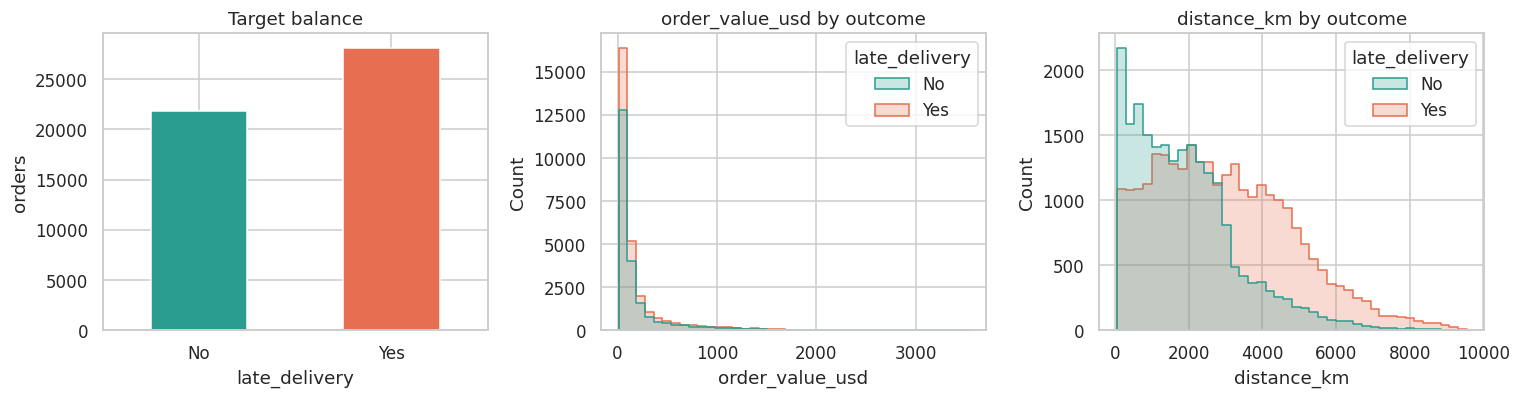 Target balance
25000
20000
15000
10000
5000
0
orders
No
Yes
late_delivery
order_value_usd by outcome
late_delivery
No
Yes
15000
12500
10000
7500
5000
2500
0
Count
0
1000
2000
3000
order_value_usd
distance_km by outcome
late_delivery
No
Yes
2000
1500
1000
500
0
Count
0
2000
4000
6000
8000
10000
distance_km